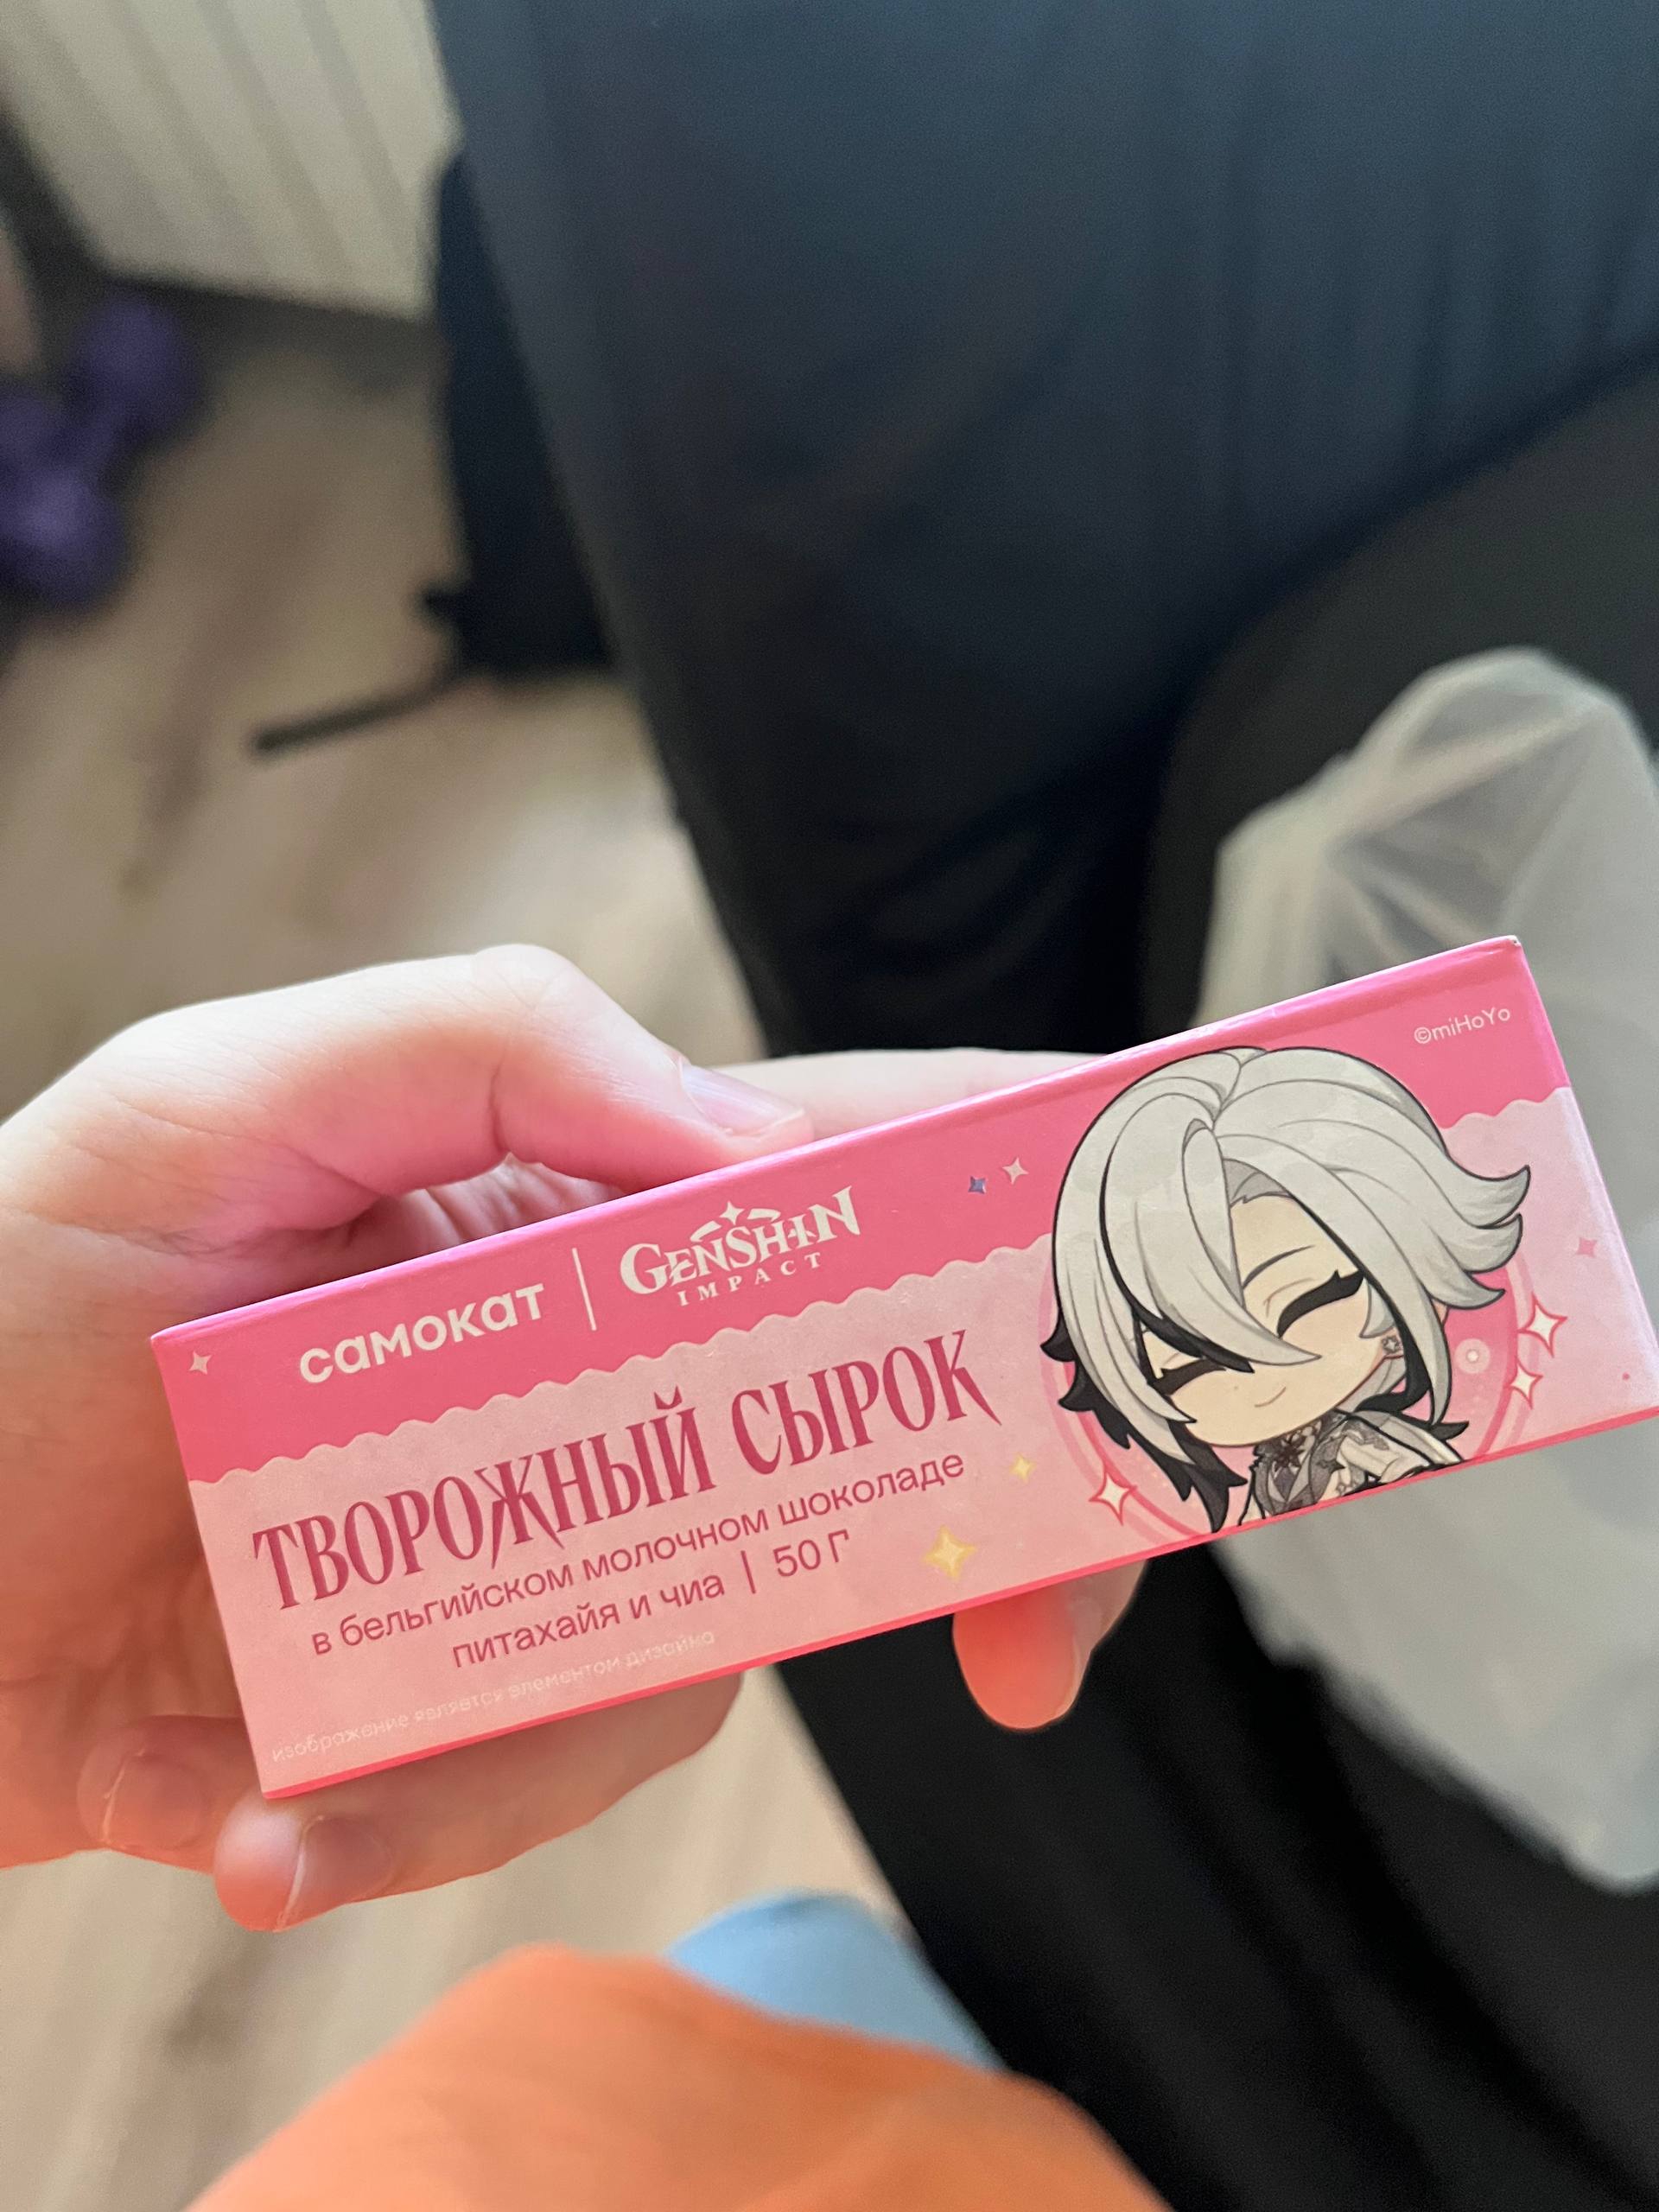 ©miHoYo
самокат | GENSHIN
IMPACT
ТВОРОЖНЫЙ СЫРОК
в бельгийском молочном шоколаде
питахайя и чиа | 50 Г
изображение является элементом дизайна